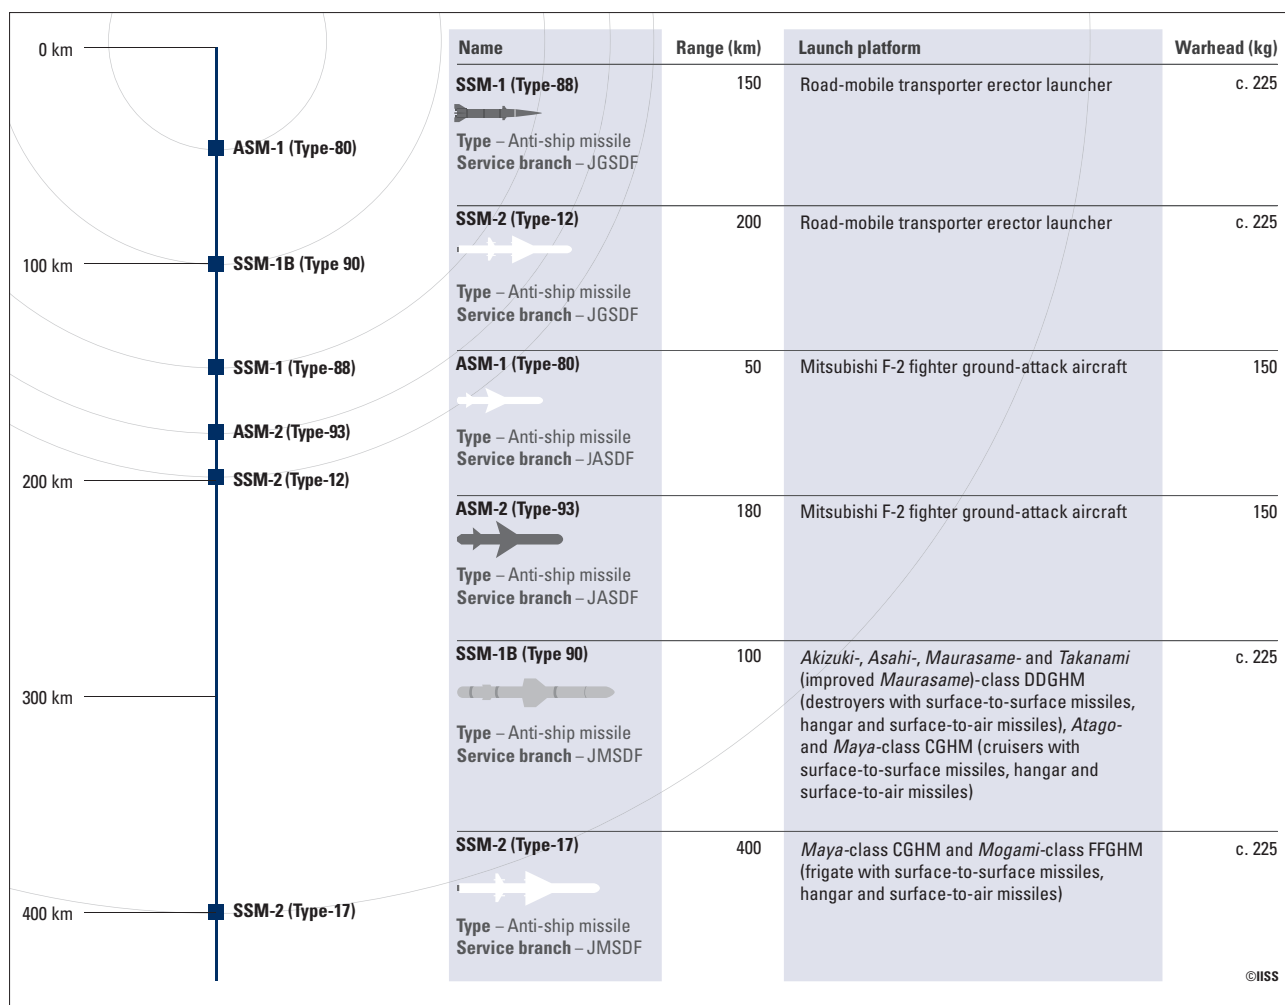 0 km
ASM-1 (Type-80)
100 km
SSM-1B (Type 90)
SSM-1 (Type-88)
ASM-2 (Type-93)
200 km
SSM-2 (Type-12)
300 km
400 km
SSM-2 (Type-17)
Name Range (km) Launch platform Warhead (kg)
SSM-1 (Type-88) 150 Road-mobile transporter erector launcher c. 225
Type – Anti-ship missile
Service branch – JGSDF
SSM-2 (Type-12) 200 Road-mobile transporter erector launcher c. 225
Type – Anti-ship missile
Service branch – JGSDF
ASM-1 (Type-80) 50 Mitsubishi F-2 fighter ground-attack aircraft 150
Type – Anti-ship missile
Service branch – JASDF
ASM-2 (Type-93) 180 Mitsubishi F-2 fighter ground-attack aircraft 150
Type – Anti-ship missile
Service branch – JASDF
SSM-1B (Type 90) 100 Akizuki-, Asahi-, Maurasame- and Takanami c. 225
(improved Maurasame)-class DDGHM
(destroyers with surface-to-surface missiles,
hangar and surface-to-air missiles), Atago-
and Maya-class CGHM (cruisers with
surface-to-surface missiles, hangar and
surface-to-air missiles)
Type – Anti-ship missile
Service branch – JMSDF
SSM-2 (Type-17) 400 Maya-class CGHM and Mogami-class FFGHM c. 225
(frigate with surface-to-surface missiles,
hangar and surface-to-air missiles)
Type – Anti-ship missile
Service branch – JMSDF
©IISS